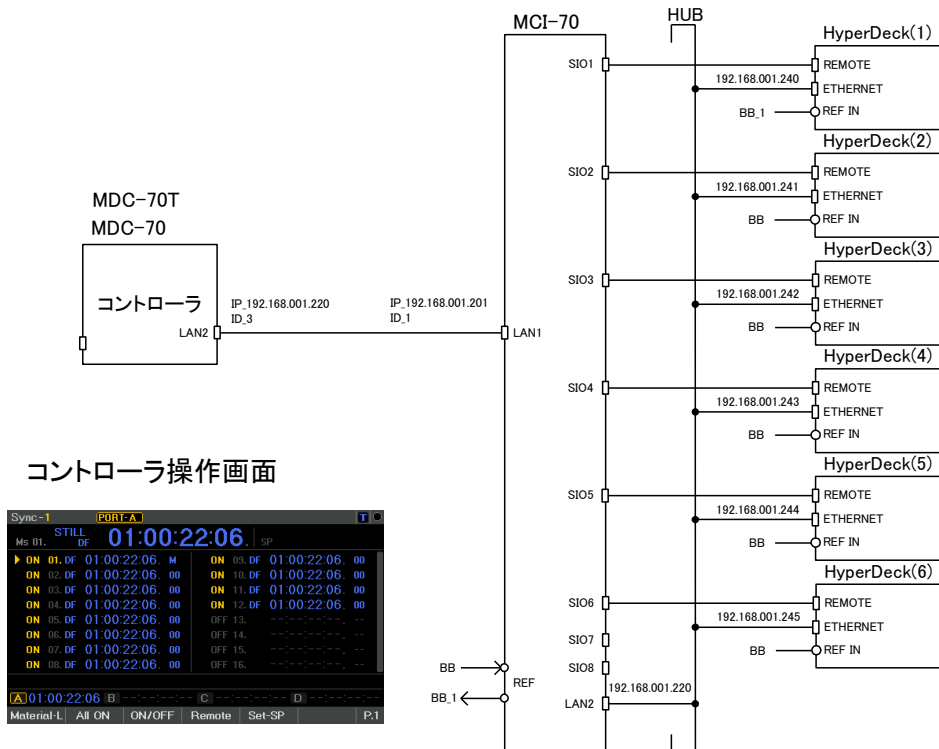 MCI-70
HUB
HyperDeck(1)
SIO1
REMOTE
192.168.001.240
ETHERNET
BB_1
REF IN
HyperDeck(2)
SIO2
REMOTE
192.168.001.241
ETHERNET
BB
REF IN
MDC-70T
MDC-70
HyperDeck(3)
SIO3
REMOTE
192.168.001.242
ETHERNET
BB
REF IN
コントローラ
LAN2
IP_192.168.001.220
ID_3
IP_192.168.001.201
ID_1
LAN1
HyperDeck(4)
SIO4
REMOTE
192.168.001.243
ETHERNET
BB
REF IN
HyperDeck(5)
SIO5
REMOTE
192.168.001.244
ETHERNET
BB
REF IN
HyperDeck(6)
SIO6
REMOTE
192.168.001.245
ETHERNET
BB
REF IN
SIO7
SIO8
BB
REF
BB_1
LAN2
192.168.001.220
コントローラ操作画面
Sync-1 PORT-A T
Ms 01. STILL DF 01:00:22:06. SP
ON 01. DF 01:00:22:06. M ON 09. DF 01:00:22:06. 00
ON 02. DF 01:00:22:06. 00 ON 10. DF 01:00:22:06. 00
ON 03. DF 01:00:22:06. 00 ON 11. DF 01:00:22:06. 00
ON 04. DF 01:00:22:06. 00 ON 12. DF 01:00:22:06. 00
ON 05. DF 01:00:22:06. 00 OFF 13. --:--:--:--. --
ON 06. DF 01:00:22:06. 00 OFF 14. --:--:--:--. --
ON 07. DF 01:00:22:06. 00 OFF 15. --:--:--:--. --
ON 08. DF 01:00:22:06. 00 OFF 16. --:--:--:--. --
A 01:00:22:06 B --:--:--:-- C --:--:--:-- D --:--:--:--
Material-L All ON ON/OFF Remote Set-SP P.1